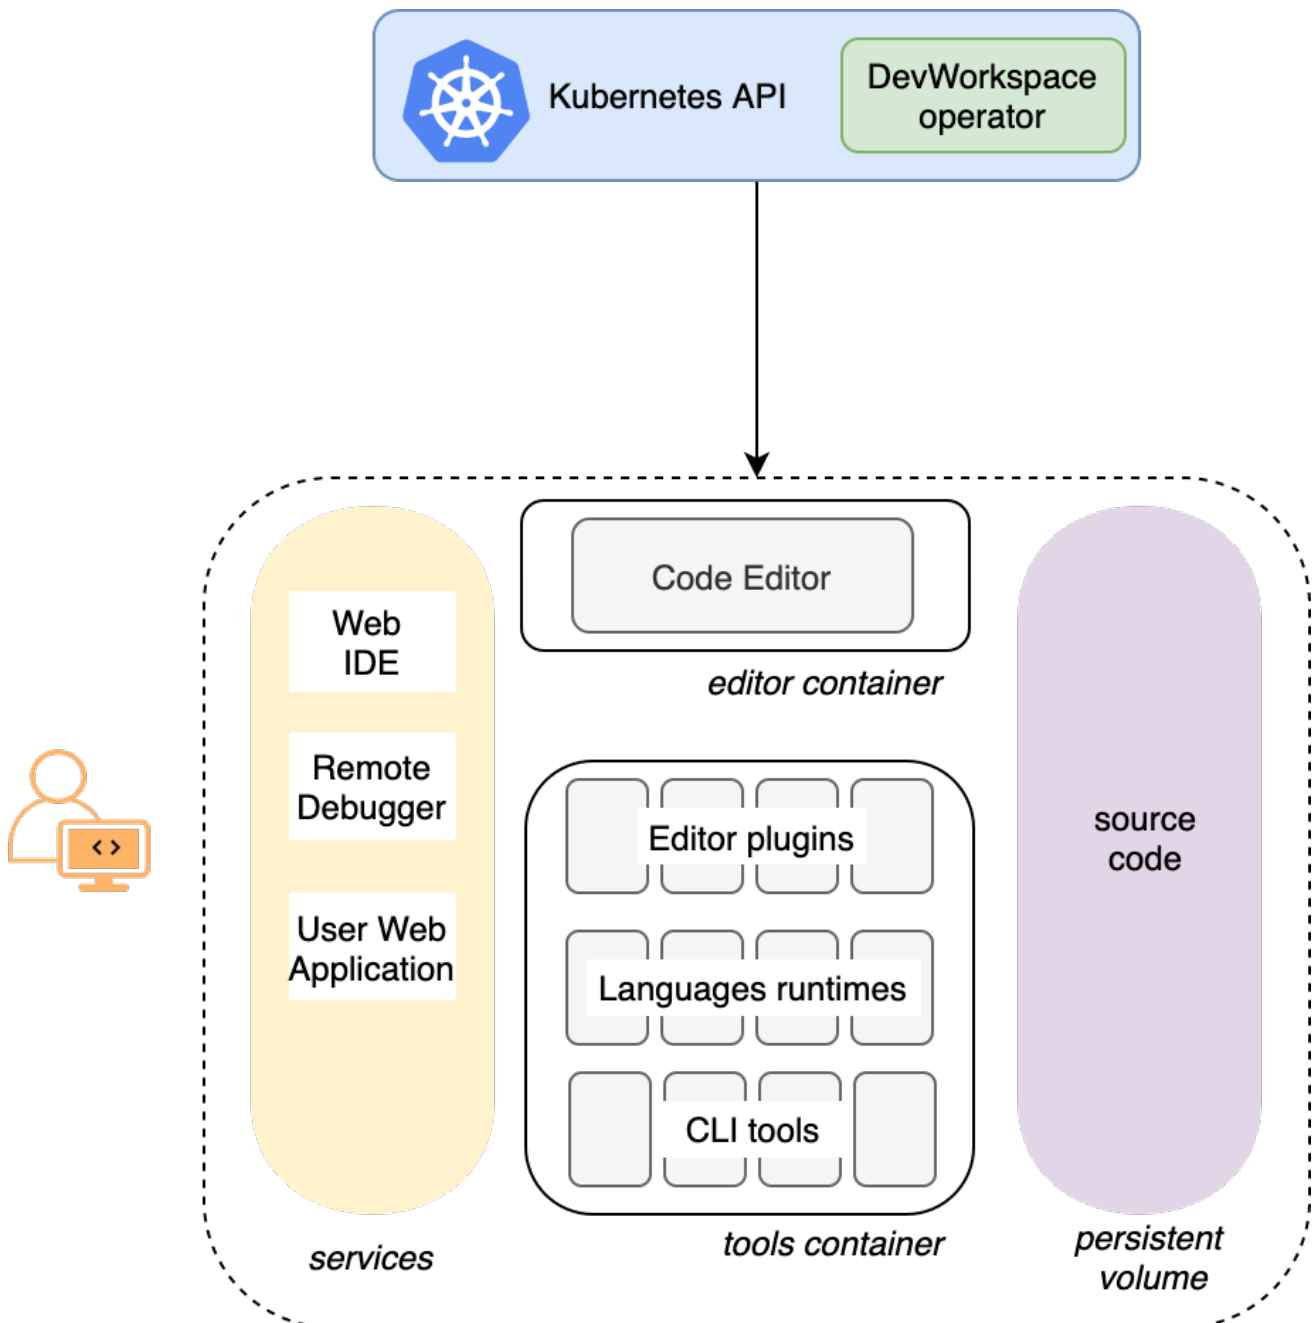 Kubernetes API
DevWorkspace
operator
Code Editor
editor container
Web
IDE
Remote
Debugger
User Web
Application
services
Editor plugins
Languages runtimes
CLI tools
tools container
source
code
persistent
volume
< >